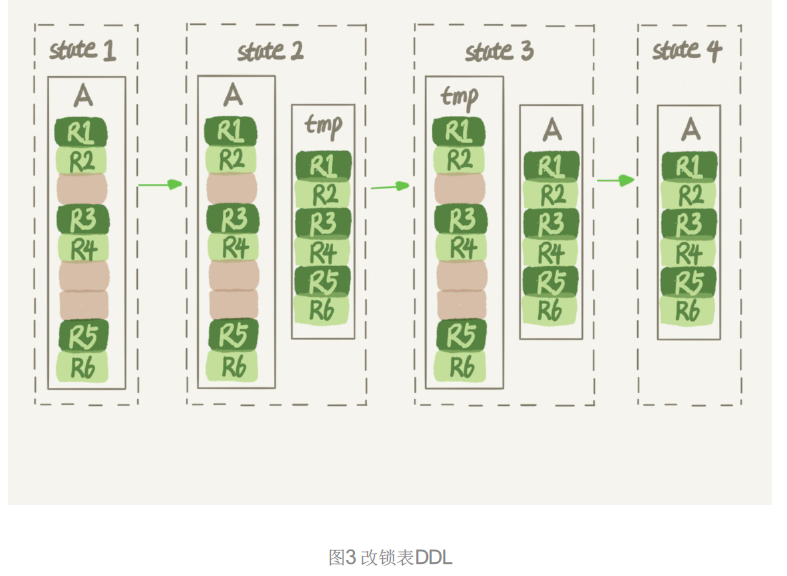 state 1
A
R1
R2
R3
R4
R5
R6
state 2
A
R1
R2
R3
R4
R5
R6
tmp
R1
R2
R3
R4
R5
R6
state 3
tmp
R1
R2
R3
R4
R5
R6
A
R1
R2
R3
R4
R5
R6
state 4
A
R1
R2
R3
R4
R5
R6
图3 改锁表DDL